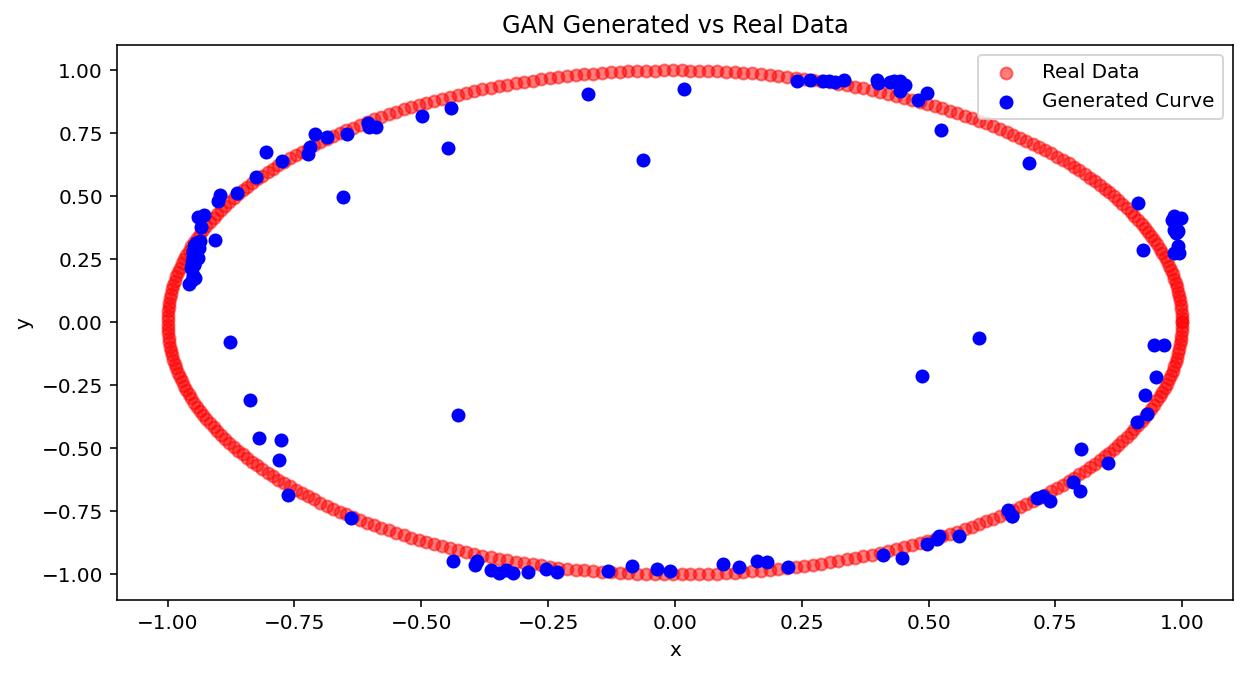 GAN Generated vs Real Data
Real Data
Generated Curve
1.00
0.75
0.50
0.25
0.00
−0.25
−0.50
−0.75
−1.00
y
−1.00 −0.75 −0.50 −0.25 0.00 0.25 0.50 0.75 1.00
x